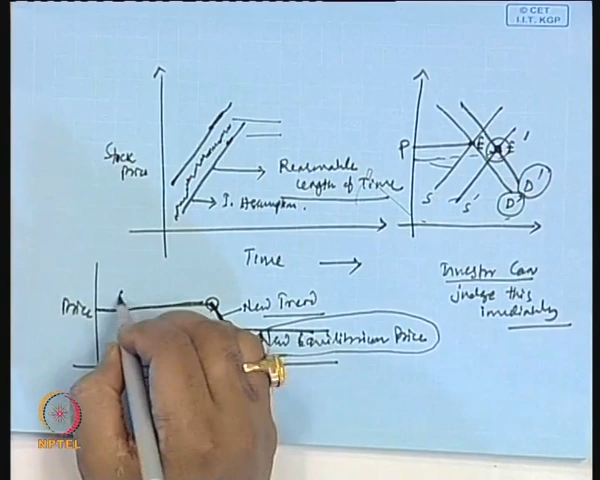 © CET
I.I.T. KGP
Stock
Price
Reasonable
length of Time
I. Assumption.
Time
P
E
E'
S
S'
D
D'
Investor Can
judge this
immediately
Price
New Trend
New Equilibrium Price
NPTEL